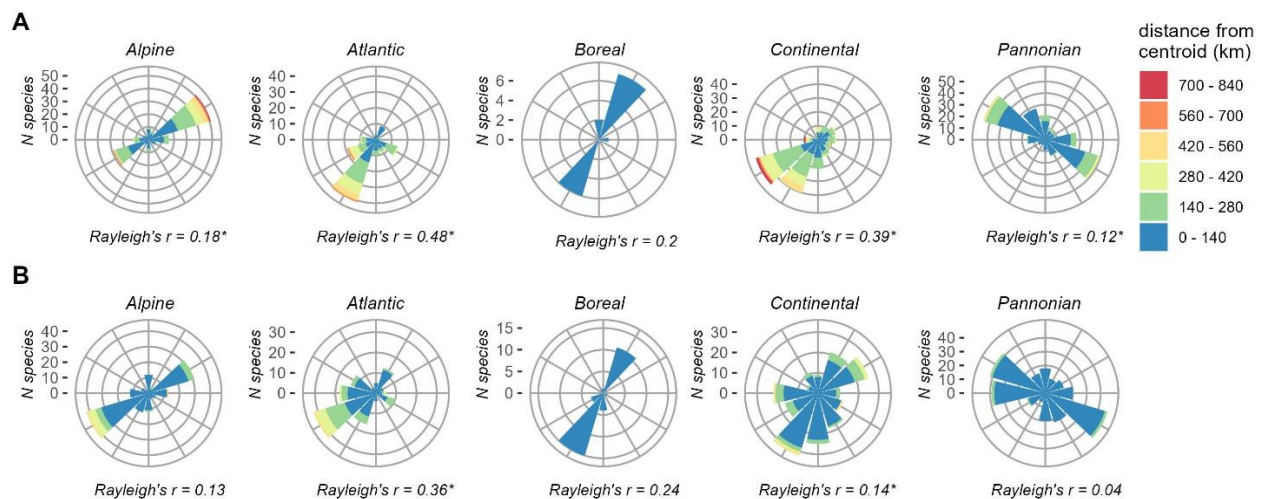 A
Alpine
Atlantic
Boreal
Continental
Pannonian
distance from
centroid (km)
N species
50
40
30
20
10
0
N species
40
30
20
10
0
N species
6
4
2
0
N species
40
30
20
10
0
N species
50
40
30
20
10
0
700 - 840
560 - 700
420 - 560
280 - 420
140 - 280
0 - 140
Rayleigh's r = 0.18*
Rayleigh's r = 0.48*
Rayleigh's r = 0.2
Rayleigh's r = 0.39*
Rayleigh's r = 0.12*
B
Alpine
Atlantic
Boreal
Continental
Pannonian
N species
40
30
20
10
0
N species
30
20
10
0
N species
15
10
5
0
N species
30
20
10
0
N species
40
30
20
10
0
Rayleigh's r = 0.13
Rayleigh's r = 0.36*
Rayleigh's r = 0.24
Rayleigh's r = 0.14*
Rayleigh's r = 0.04